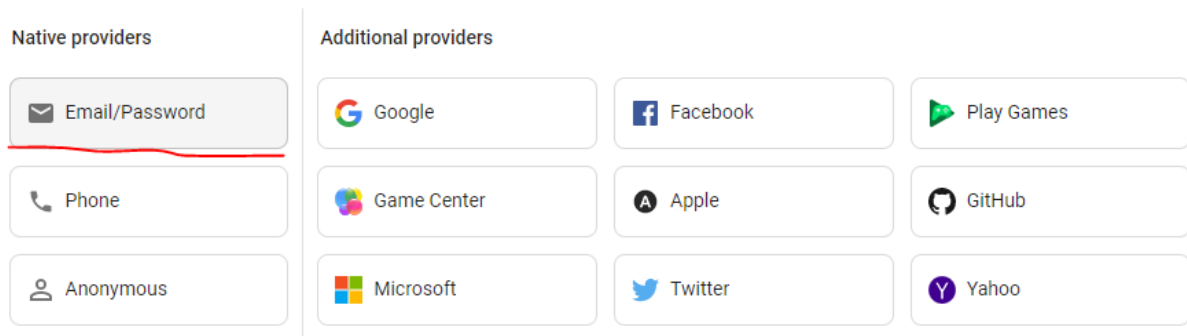 Native providers
Additional providers
Email/Password
Google
Facebook
Play Games
Phone
Game Center
Apple
GitHub
Anonymous
Microsoft
Twitter
Yahoo